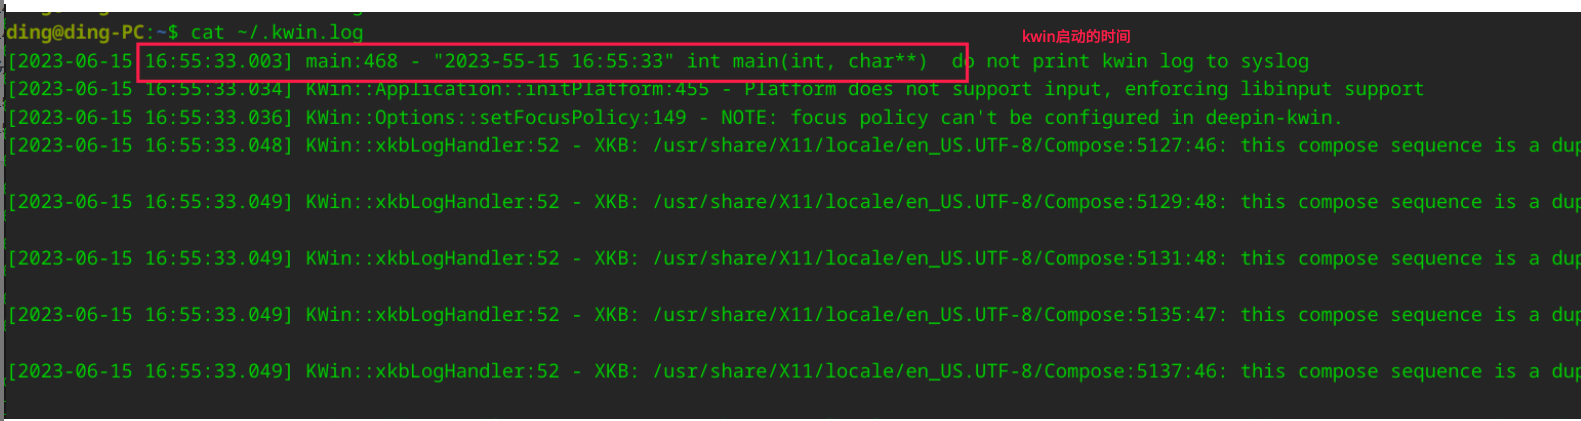 ding@ding-PC:~$ cat ~/.kwin.log
kwin启动的时间
[2023-06-15 16:55:33.003] main:468 - "2023-55-15 16:55:33" int main(int, char**)  do not print kwin log to syslog
[2023-06-15 16:55:33.034] KWin::Application::initPlatform:455 - Platform does not support input, enforcing libinput support
[2023-06-15 16:55:33.036] KWin::Options::setFocusPolicy:149 - NOTE: focus policy can't be configured in deepin-kwin.
[2023-06-15 16:55:33.048] KWin::xkbLogHandler:52 - XKB: /usr/share/X11/locale/en_US.UTF-8/Compose:5127:46: this compose sequence is a dup
[2023-06-15 16:55:33.049] KWin::xkbLogHandler:52 - XKB: /usr/share/X11/locale/en_US.UTF-8/Compose:5129:48: this compose sequence is a dup
[2023-06-15 16:55:33.049] KWin::xkbLogHandler:52 - XKB: /usr/share/X11/locale/en_US.UTF-8/Compose:5131:48: this compose sequence is a dup
[2023-06-15 16:55:33.049] KWin::xkbLogHandler:52 - XKB: /usr/share/X11/locale/en_US.UTF-8/Compose:5135:47: this compose sequence is a dup
[2023-06-15 16:55:33.049] KWin::xkbLogHandler:52 - XKB: /usr/share/X11/locale/en_US.UTF-8/Compose:5137:46: this compose sequence is a dup